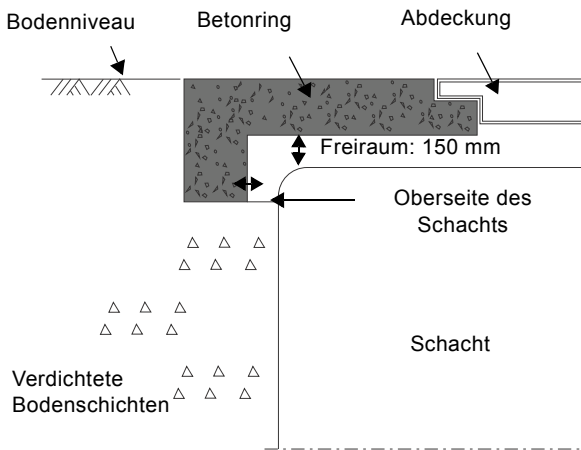 Bodenniveau
Betonring
Abdeckung
Freiraum: 150 mm
Oberseite des
Schachts
Schacht
Verdichtete
Bodenschichten